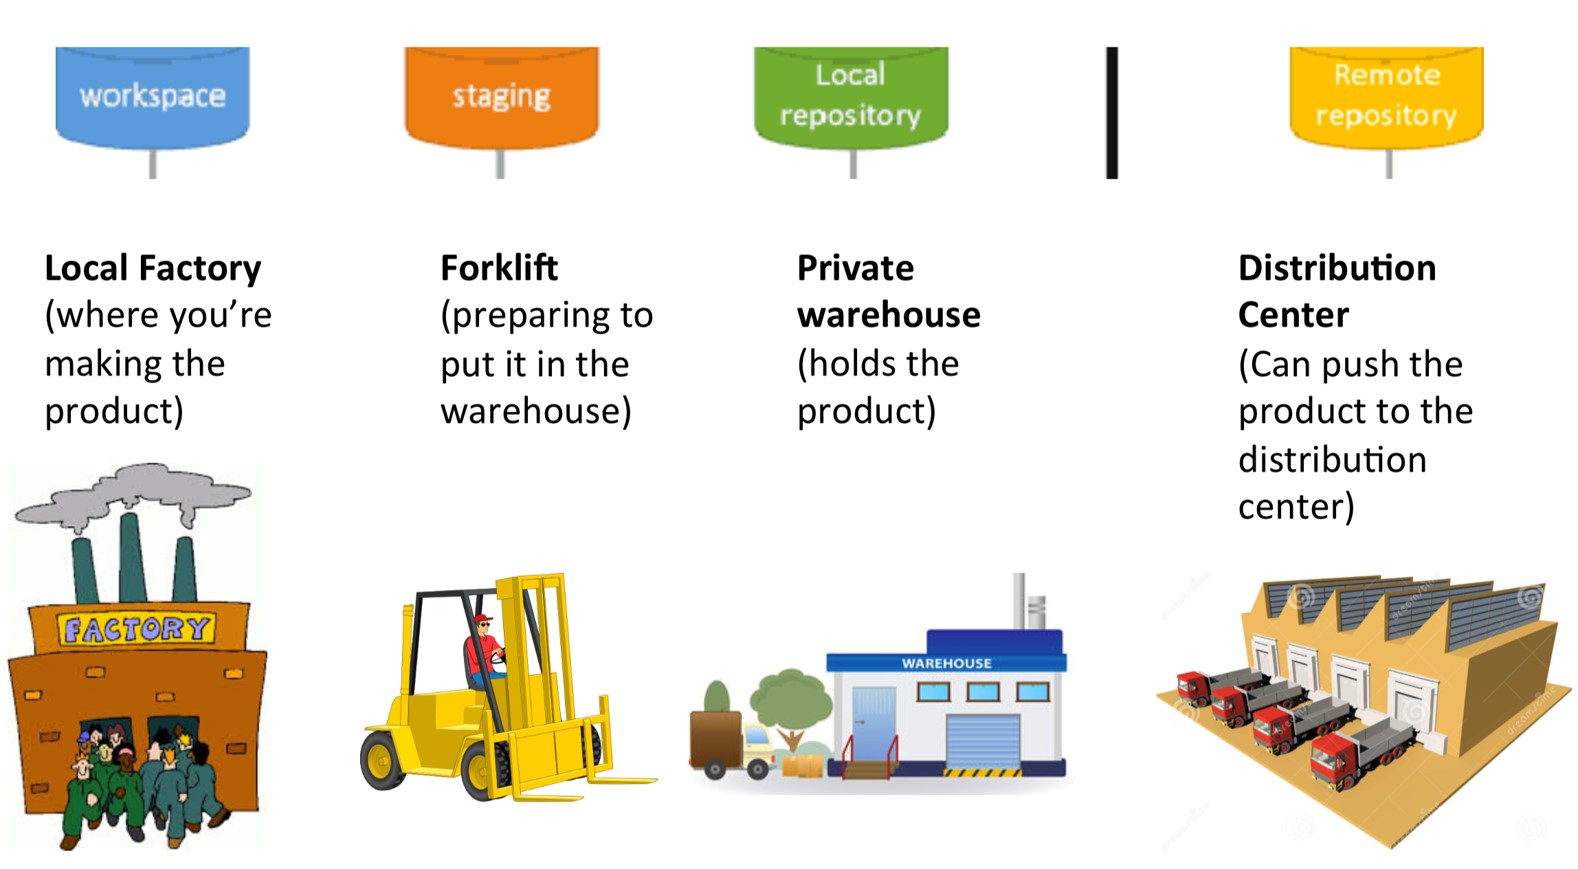 workspace
staging
Local
repository
Remote
repository
Local Factory
(where you’re
making the
product)
Forklift
(preparing to
put it in the
warehouse)
Private
warehouse
(holds the
product)
Distribution
Center
(Can push the
product to the
distribution
center)
FACTORY
WAREHOUSE